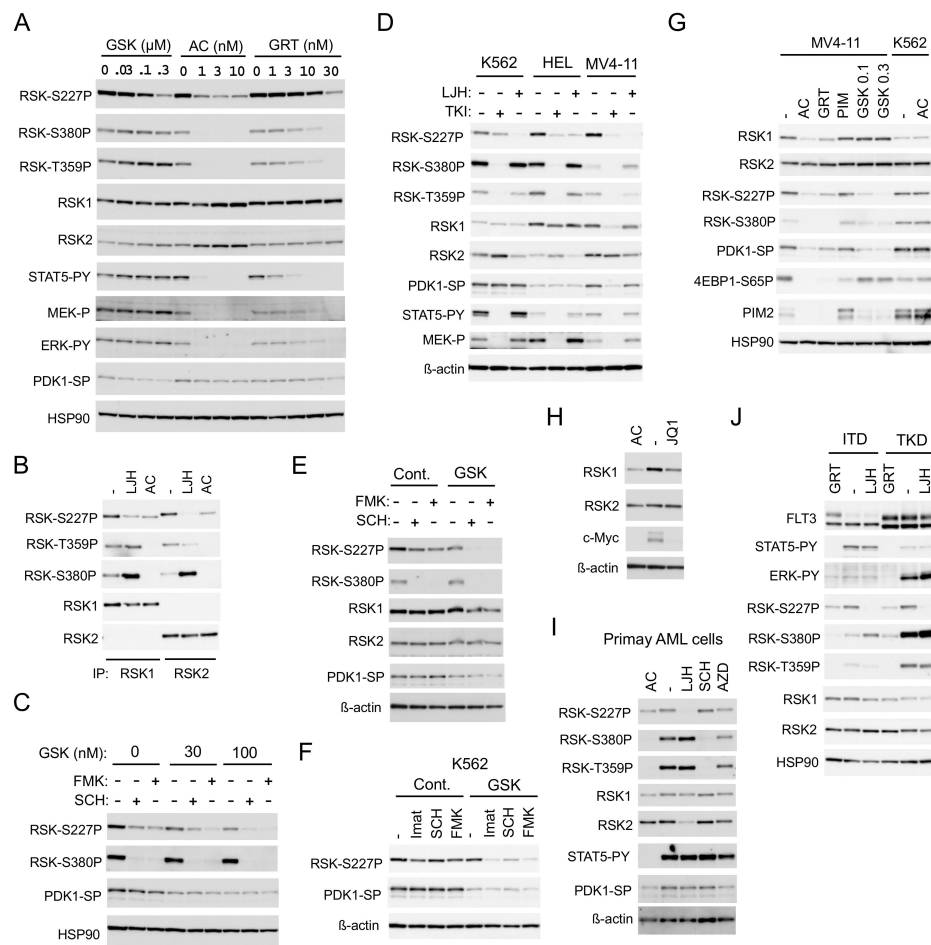 A
GSK (µM) AC (nM) GRT (nM)
0 .03 .1 .3 0 1 3 10 0 1 3 10 30
RSK-S227P
RSK-S380P
RSK-T359P
RSK1
RSK2
STAT5-PY
MEK-P
ERK-PY
PDK1-SP
HSP90
B
- LJH AC - LJH AC
RSK-S227P
RSK-T359P
RSK-S380P
RSK1
RSK2
IP: RSK1 RSK2
C
GSK (nM): 0 30 100
FMK: - - + - - + - - +
SCH: - + - - + - - + -
RSK-S227P
RSK-S380P
PDK1-SP
HSP90
D
K562 HEL MV4-11
LJH: - - + - - + - - +
TKI: - + - - + - - + -
RSK-S227P
RSK-S380P
RSK-T359P
RSK1
RSK2
PDK1-SP
STAT5-PY
MEK-P
ß-actin
E
Cont. GSK
FMK: - - + - - +
SCH: - + - - + -
RSK-S227P
RSK-S380P
RSK1
RSK2
PDK1-SP
ß-actin
F
K562
Cont. GSK
- Imat SCH FMK - Imat SCH FMK
RSK-S227P
PDK1-SP
ß-actin
G
MV4-11 K562
- AC GRT PIM GSK 0.1 GSK 0.3 - AC
RSK1
RSK2
RSK-S227P
RSK-S380P
PDK1-SP
4EBP1-S65P
PIM2
HSP90
H
AC - JQ1
RSK1
RSK2
c-Myc
ß-actin
I
Primay AML cells
AC - LJH SCH AZD
RSK-S227P
RSK-S380P
RSK-T359P
RSK1
RSK2
STAT5-PY
PDK1-SP
ß-actin
J
ITD TKD
GRT - LJH GRT - LJH
FLT3
STAT5-PY
ERK-PY
RSK-S227P
RSK-S380P
RSK-T359P
RSK1
RSK2
HSP90